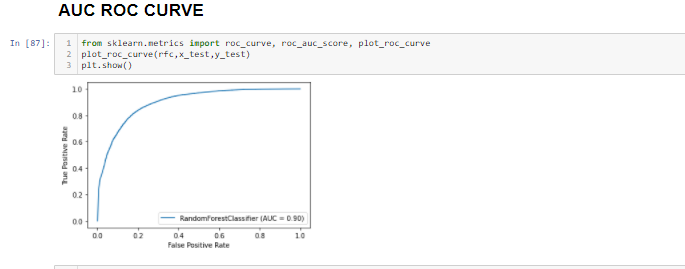 AUC ROC CURVE
In [87]:
1 from sklearn.metrics import roc_curve, roc_auc_score, plot_roc_curve
2 plot_roc_curve(rfc,x_test,y_test)
3 plt.show()
1.0
0.8
0.6
0.4
0.2
0.0
True Positive Rate
RandomForestClassifier (AUC = 0.90)
0.0 0.2 0.4 0.6 0.8 1.0
False Positive Rate